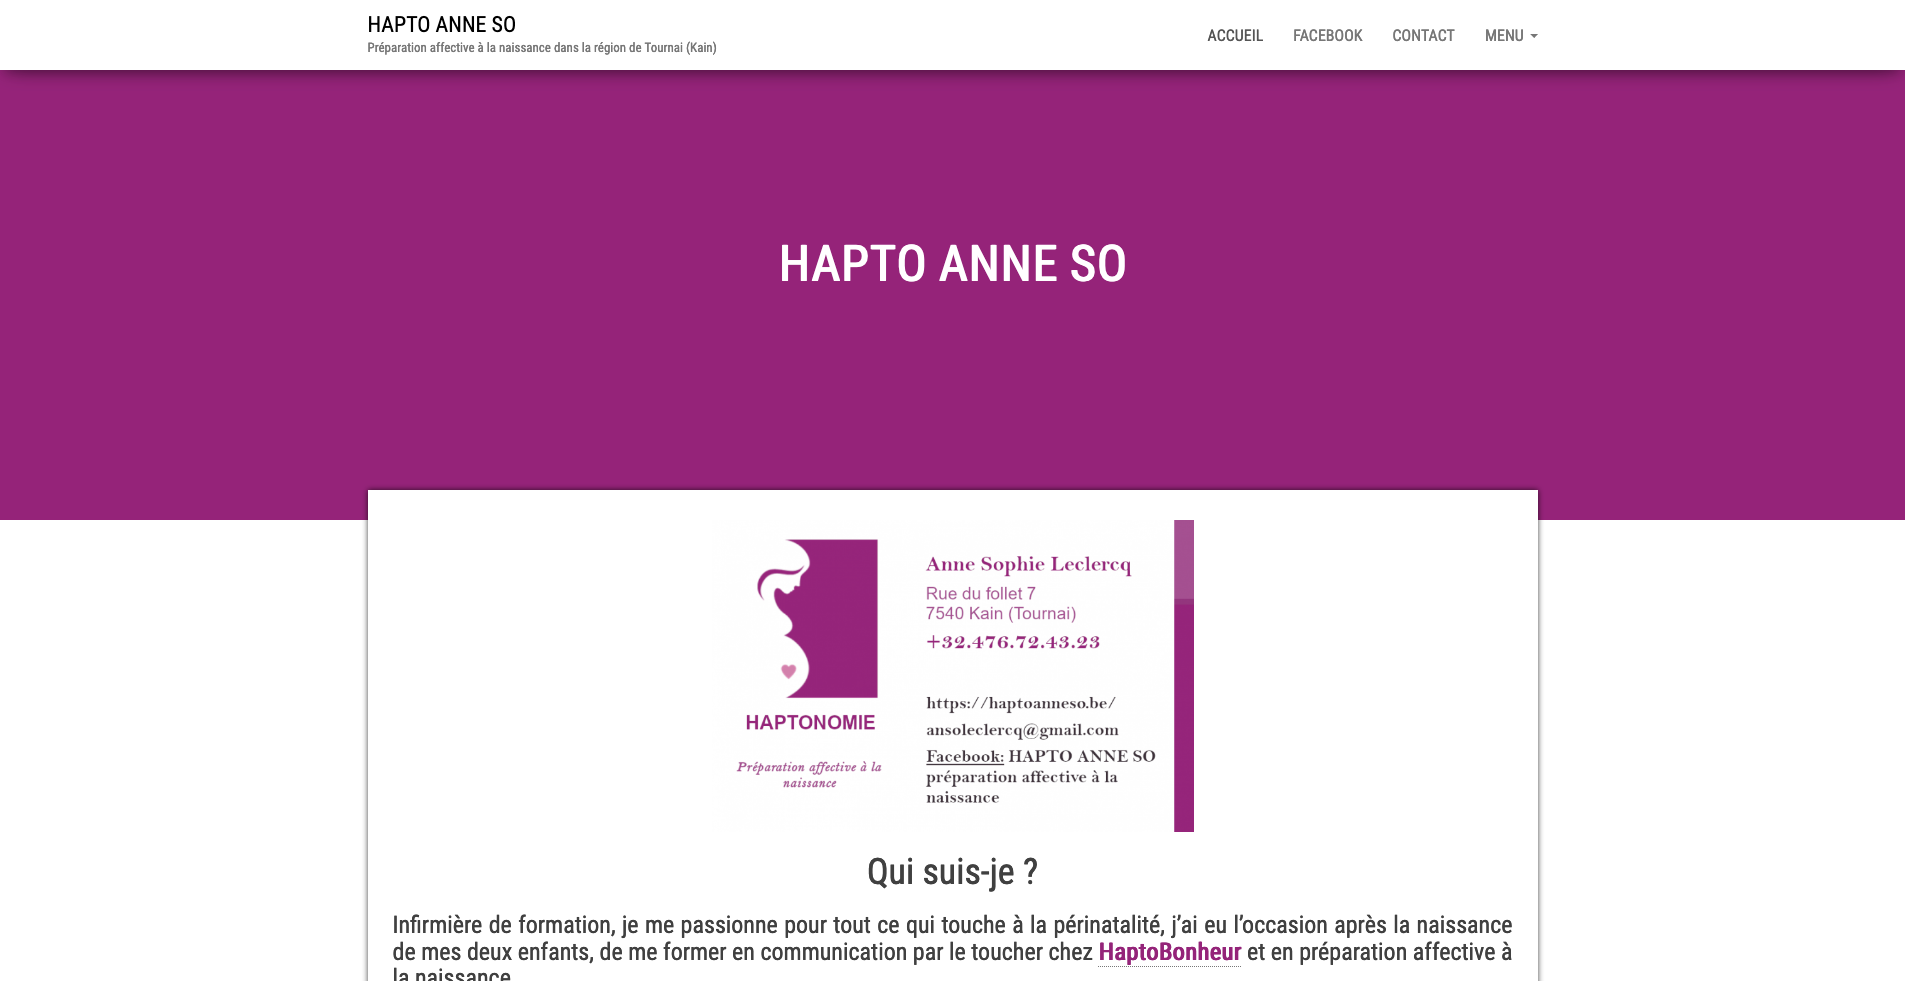 HAPTO ANNE SO
Préparation affective à la naissance dans la région de Tournai (Kain)
ACCUEIL FACEBOOK CONTACT MENU
HAPTO ANNE SO
HAPTONOMIE
Préparation affective à la
naissance
Anne Sophie Leclercq
Rue du follet 7
7540 Kain (Tournai)
+32.476.72.43.23
https://haptoanneso.be/
ansoleclercq@gmail.com
Facebook: HAPTO ANNE SO
préparation affective à la
naissance
Qui suis-je ?
Infirmière de formation, je me passionne pour tout ce qui touche à la périnatalité, j’ai eu l’occasion après la naissance
de mes deux enfants, de me former en communication par le toucher chez HaptoBonheur et en préparation affective à
la naissance.